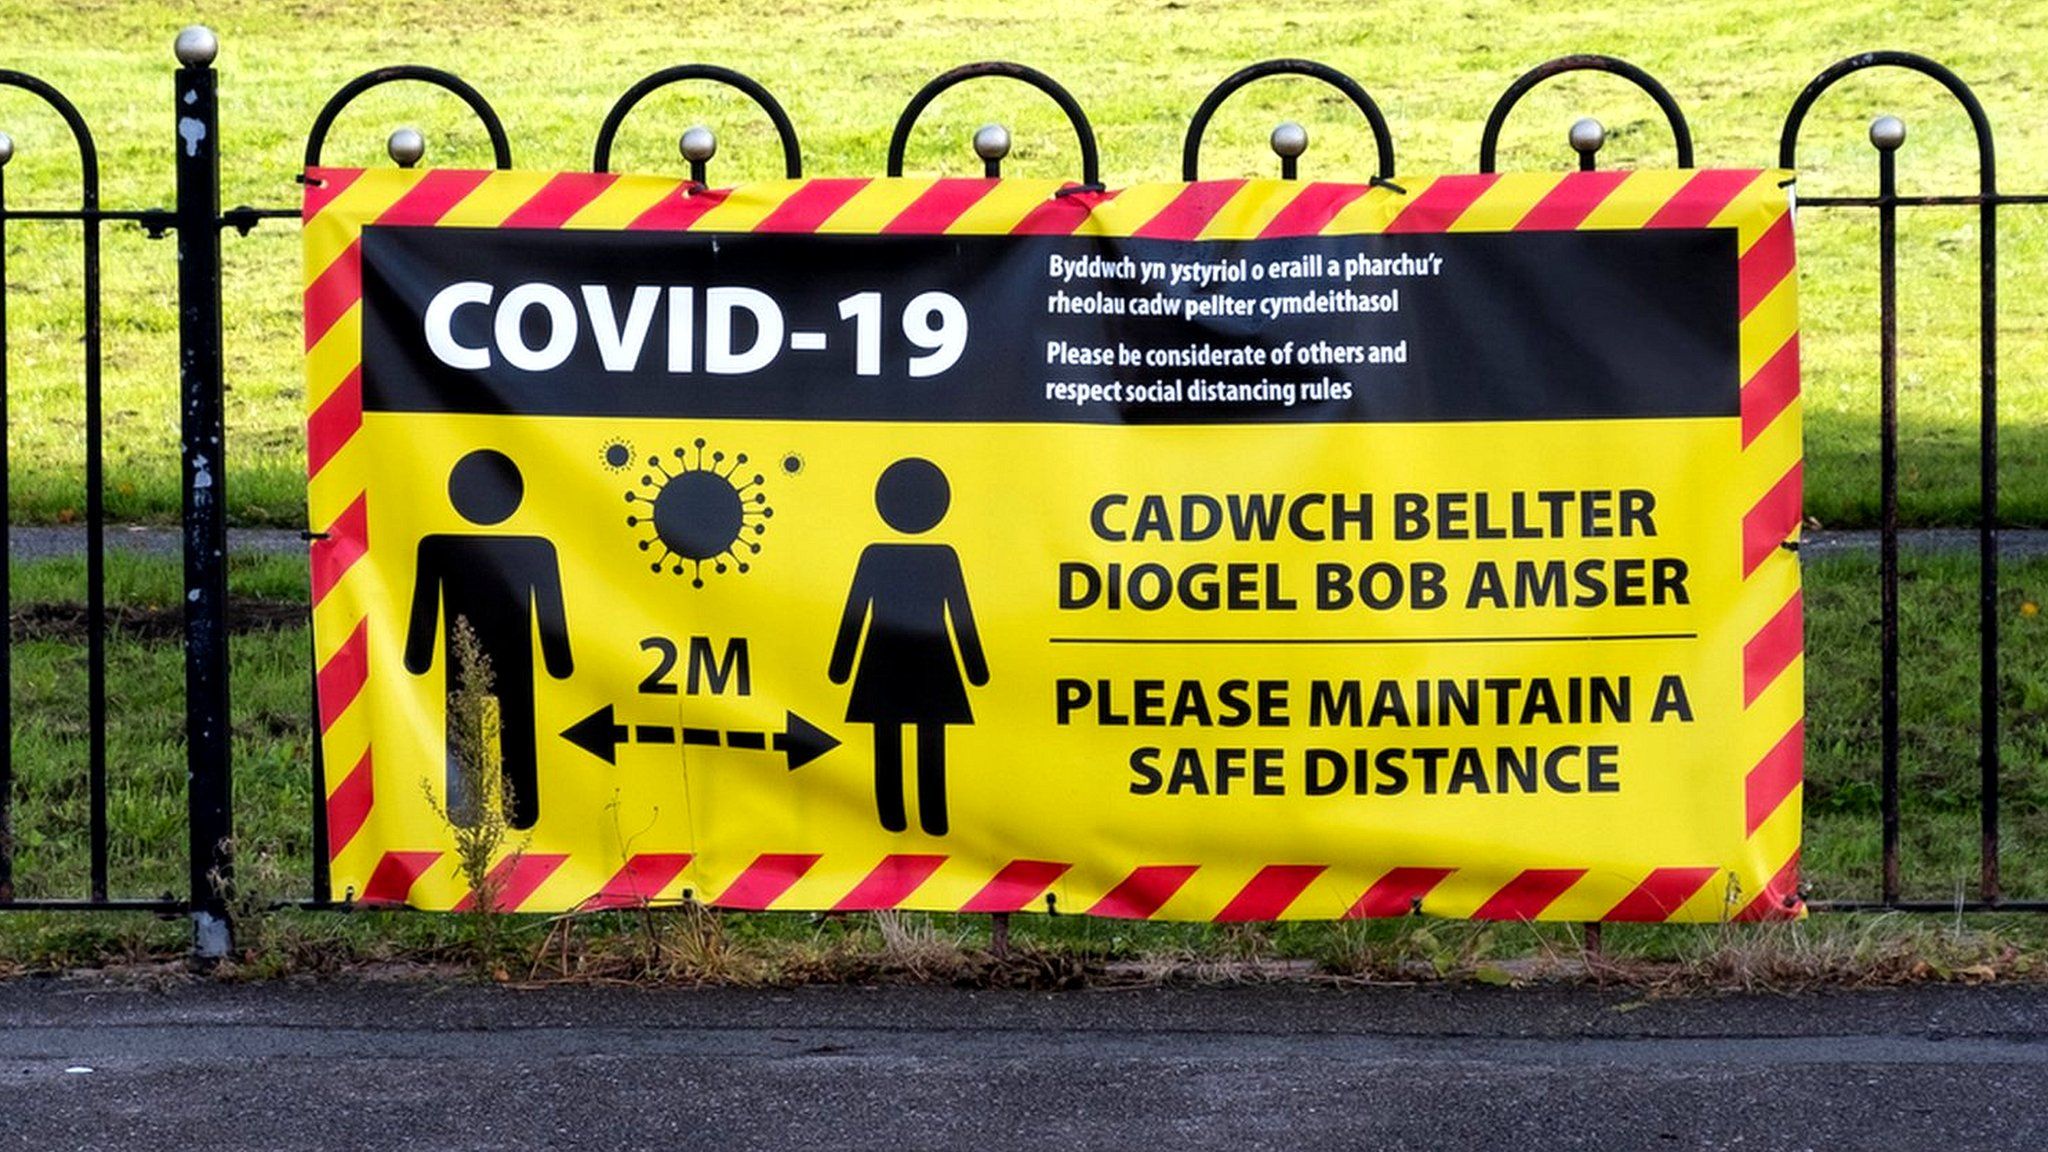 COVID-19
Byddwch yn ystyriol o eraill a pharchu'r
rheolau cadw pellter cymdeithasol
Please be considerate of others and
respect social distancing rules
2M
CADWCH BELLTER
DIOGEL BOB AMSER
PLEASE MAINTAIN A
SAFE DISTANCE